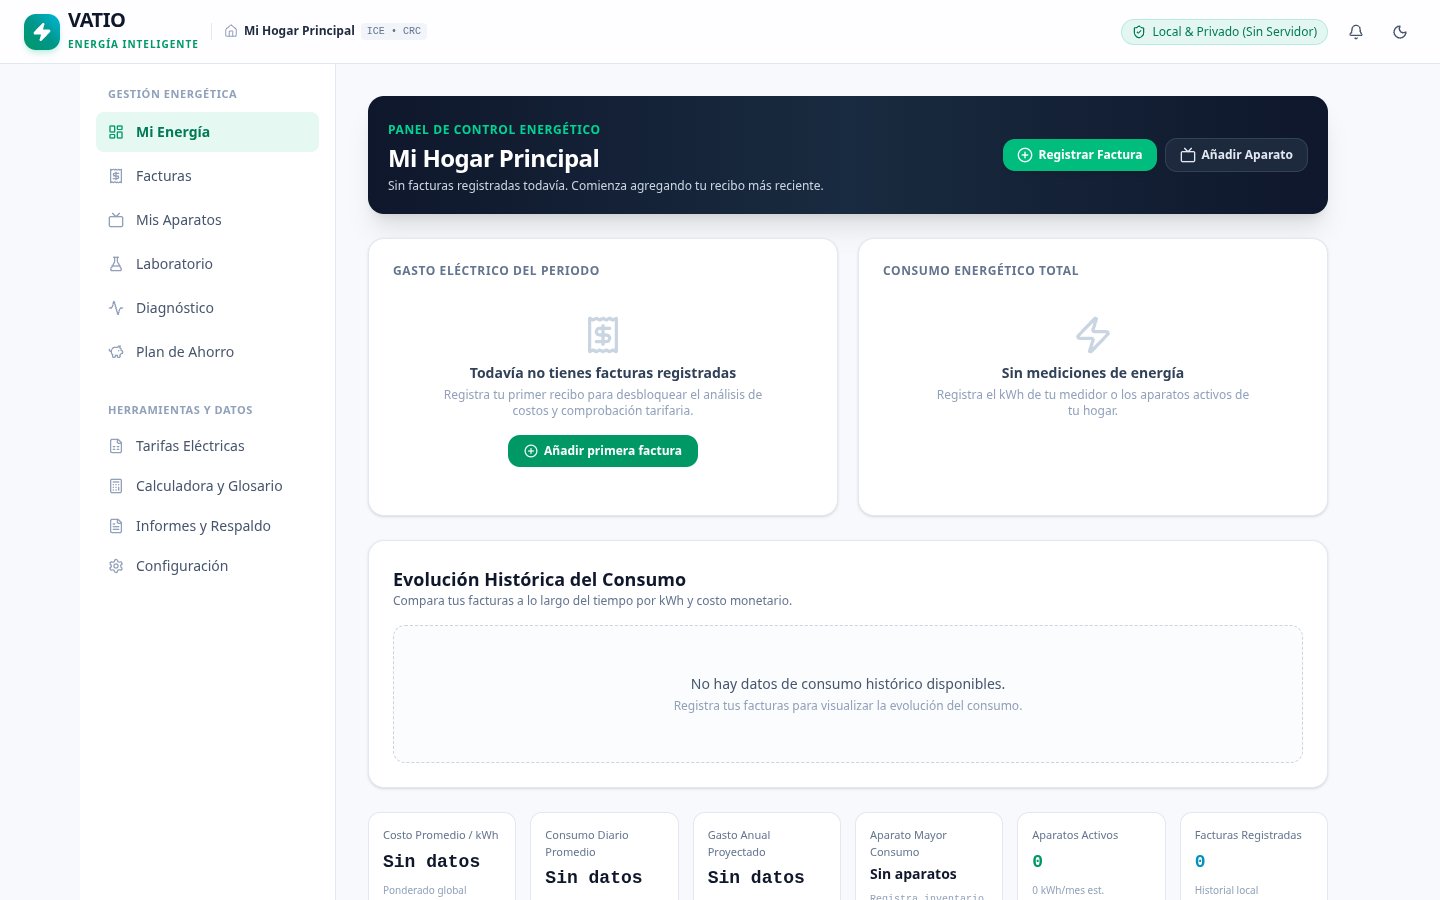 VATIO
ENERGÍA INTELIGENTE
Mi Hogar Principal
ICE • CRC
Local & Privado (Sin Servidor)
GESTIÓN ENERGÉTICA
Mi Energía
Facturas
Mis Aparatos
Laboratorio
Diagnóstico
Plan de Ahorro
HERRAMIENTAS Y DATOS
Tarifas Eléctricas
Calculadora y Glosario
Informes y Respaldo
Configuración
PANEL DE CONTROL ENERGÉTICO
Mi Hogar Principal
Sin facturas registradas todavía. Comienza agregando tu recibo más reciente.
Registrar Factura
Añadir Aparato
GASTO ELÉCTRICO DEL PERIODO
Todavía no tienes facturas registradas
Registra tu primer recibo para desbloquear el análisis de
costos y comprobación tarifaria.
Añadir primera factura
CONSUMO ENERGÉTICO TOTAL
Sin mediciones de energía
Registra el kWh de tu medidor o los aparatos activos de
tu hogar.
Evolución Histórica del Consumo
Compara tus facturas a lo largo del tiempo por kWh y costo monetario.
No hay datos de consumo histórico disponibles.
Registra tus facturas para visualizar la evolución del consumo.
Costo Promedio / kWh
Sin datos
Ponderado global
Consumo Diario
Promedio
Sin datos
Gasto Anual
Proyectado
Sin datos
Aparato Mayor
Consumo
Sin aparatos
Registra inventario
Aparatos Activos
0
0 kWh/mes est.
Facturas Registradas
0
Historial local